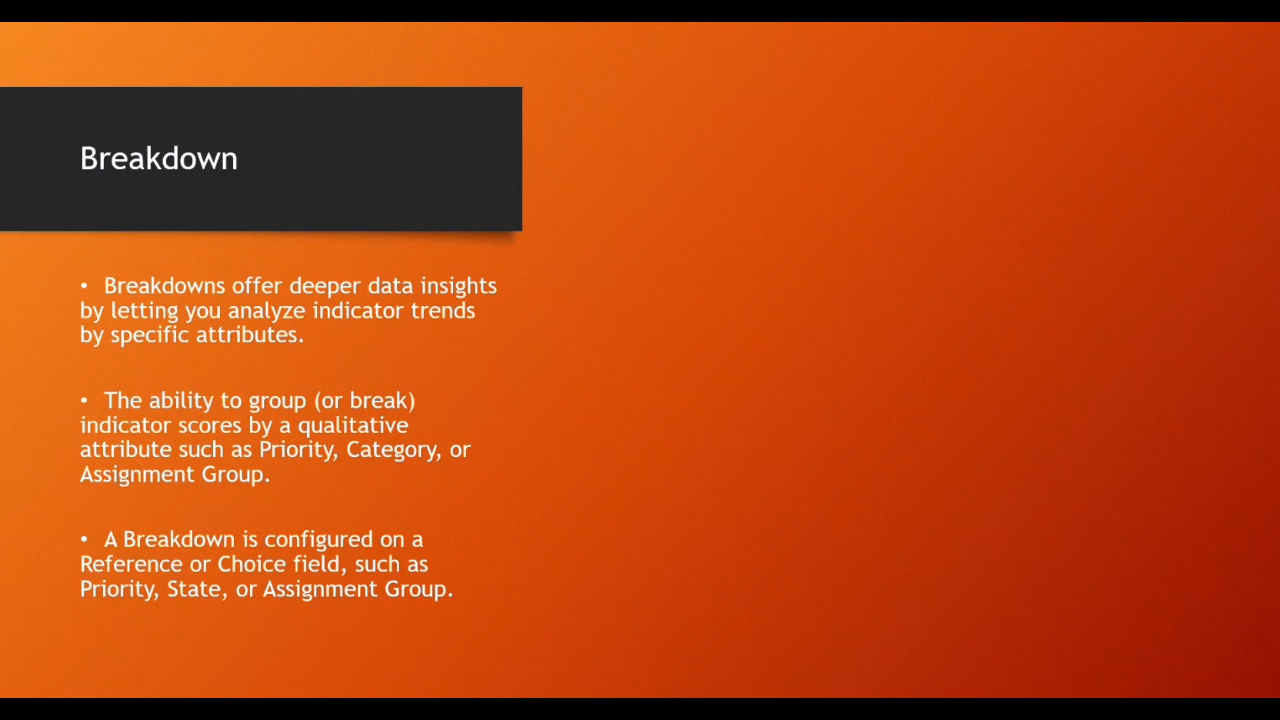 Breakdown
• Breakdowns offer deeper data insights
by letting you analyze indicator trends
by specific attributes.
• The ability to group (or break)
indicator scores by a qualitative
attribute such as Priority, Category, or
Assignment Group.
• A Breakdown is configured on a
Reference or Choice field, such as
Priority, State, or Assignment Group.